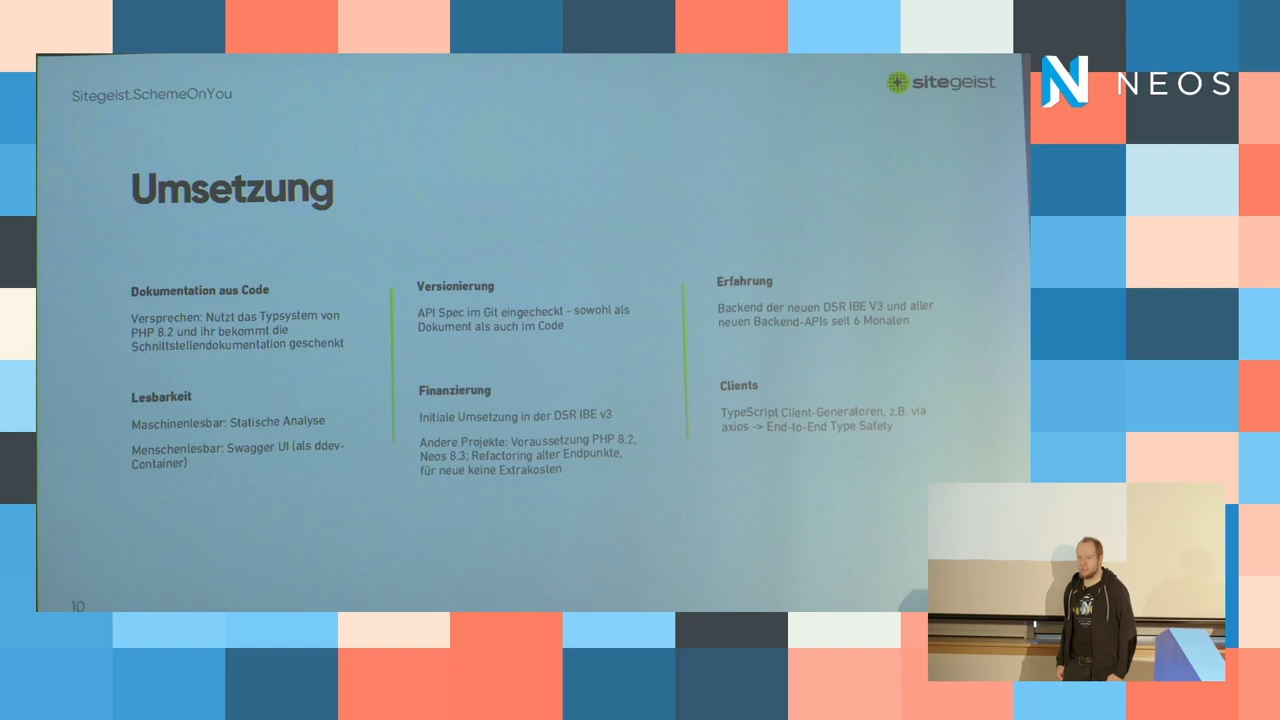 Sitegeist.SchemeOnYou
sitegeist
NEOS
Umsetzung
Dokumentation aus Code
Versprechen: Nutzt das Typsystem von
PHP 8.2 und ihr bekommt die
Schnittstellendokumentation geschenkt
Lesbarkeit
Maschinenlesbar: Statische Analyse
Menschenlesbar: Swagger UI (als ddev-
Container)
Versionierung
API Spec im Git eingecheckt - sowohl als
Dokument als auch im Code
Finanzierung
Initiale Umsetzung in der DSR IBE v3
Andere Projekte: Voraussetzung PHP 8.2,
Neos 8.3; Refactoring alter Endpunkte,
für neue keine Extrakosten
Erfahrung
Backend der neuen DSR IBE V3 und aller
neuen Backend-APIs seit 6 Monaten
Clients
TypeScript Client-Generatoren, z.B. via
axios -> End-to-End Type Safety
10